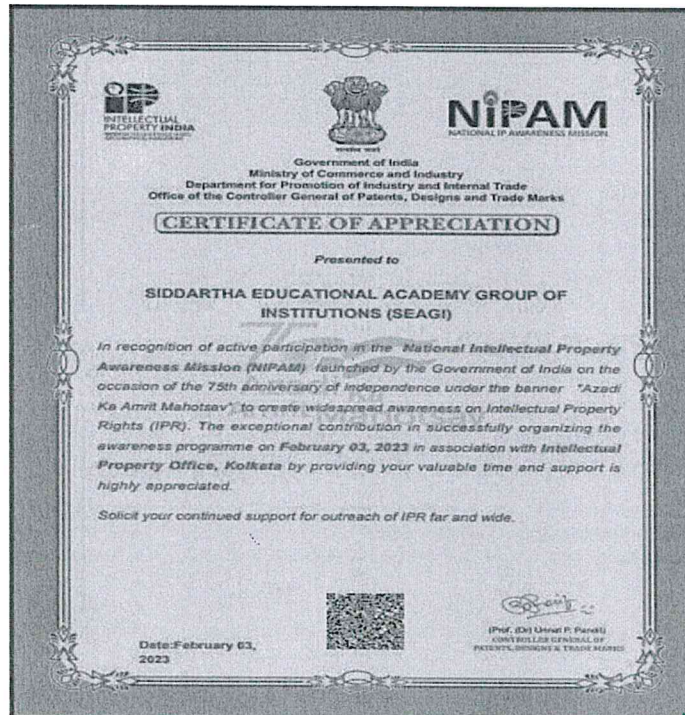 INTELLECTUAL
PROPERTY INDIA
NiPAM
NATIONAL IP AWARENESS MISSION
सत्यमेव जयते
Government of India
Ministry of Commerce and Industry
Department for Promotion of Industry and Internal Trade
Office of the Controller General of Patents, Designs and Trade Marks
CERTIFICATE OF APPRECIATION
Presented to
SIDDARTHA EDUCATIONAL ACADEMY GROUP OF
INSTITUTIONS (SEAGI)
In recognition of active participation in the National Intellectual Property
Awareness Mission (NIPAM) launched by the Government of India on the
occasion of the 75th anniversary of independence under the banner "Azadi
Ka Amrit Mahotsav" to create widespread awareness on Intellectual Property
Rights (IPR). The exceptional contribution in successfully organizing the
awareness programme on February 03, 2023 in association with Intellectual
Property Office, Kolkata by providing your valuable time and support is
highly appreciated.
Solicit your continued support for outreach of IPR far and wide.
(Prof. (Dr) Unnat P. Pandit)
CONTROLLER GENERAL OF
PATENTS, DESIGNS & TRADE MARKS
Date:February 03,
2023